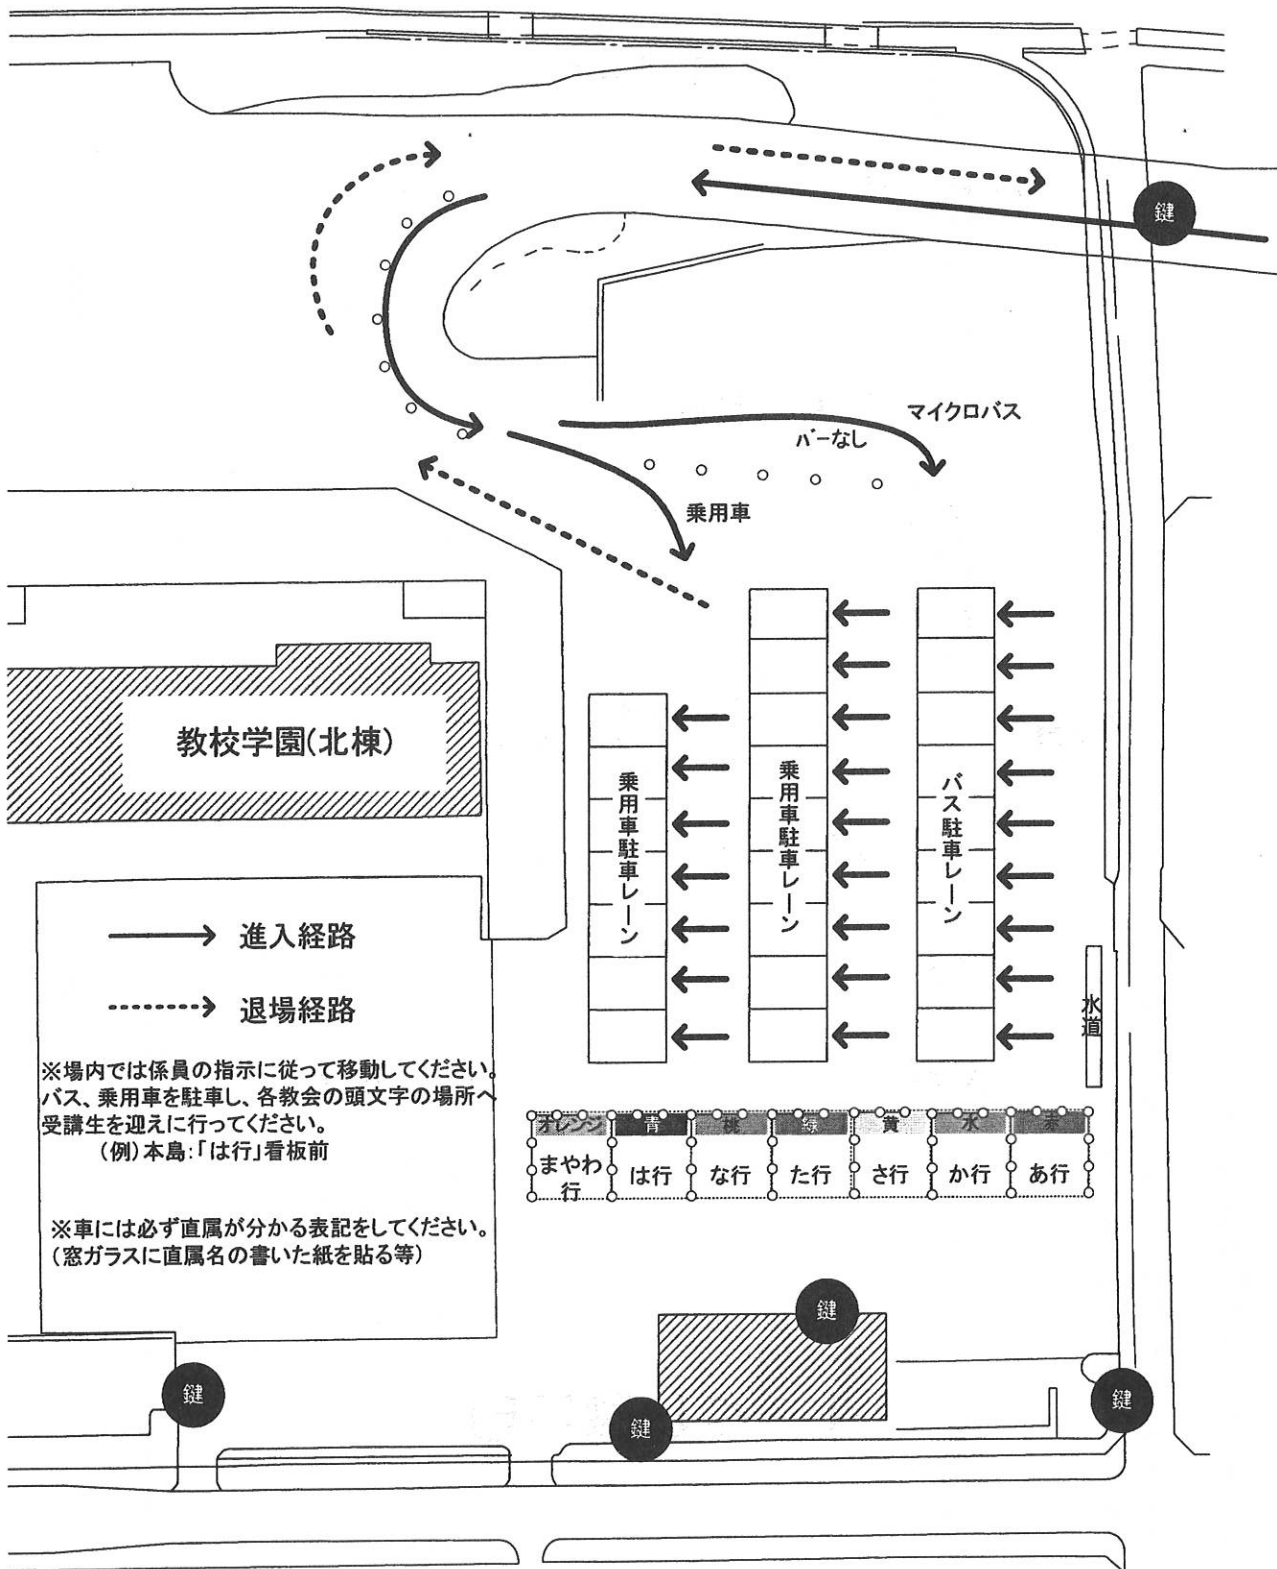 鍵
マイクロバス
バーなし
乗用車
教校学園(北棟)
乗用車駐車レーン
乗用車駐車レーン
バス駐車レーン
進入経路
退場経路
水道
※場内では係員の指示に従って移動してください。
バス、乗用車を駐車し、各教会の頭文字の場所へ
受講生を迎えに行ってください。
(例)本島:「は行」看板前
オレンジ
青
桃
緑
黄
水
赤
まやわ
行
は行
な行
た行
さ行
か行
あ行
※車には必ず直属が分かる表記をしてください。
(窓ガラスに直属名の書いた紙を貼る等)
鍵
鍵
鍵
鍵